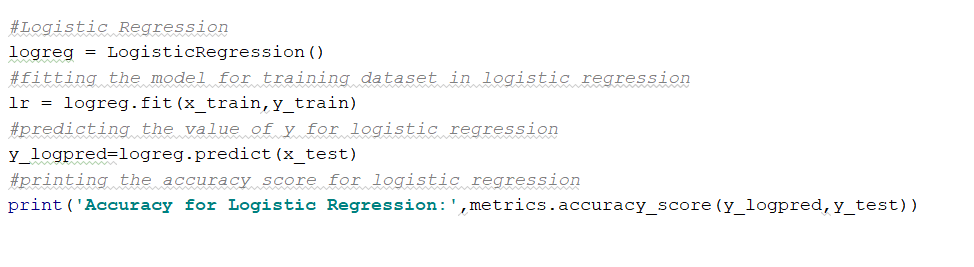 #Logistic Regression
logreg = LogisticRegression()
#fitting the model for training dataset in logistic regression
lr = logreg.fit(x_train,y_train)
#predicting the value of y for logistic regression
y_logpred=logreg.predict(x_test)
#printing the accuracy score for logistic regression
print('Accuracy for Logistic Regression:',metrics.accuracy_score(y_logpred,y_test))